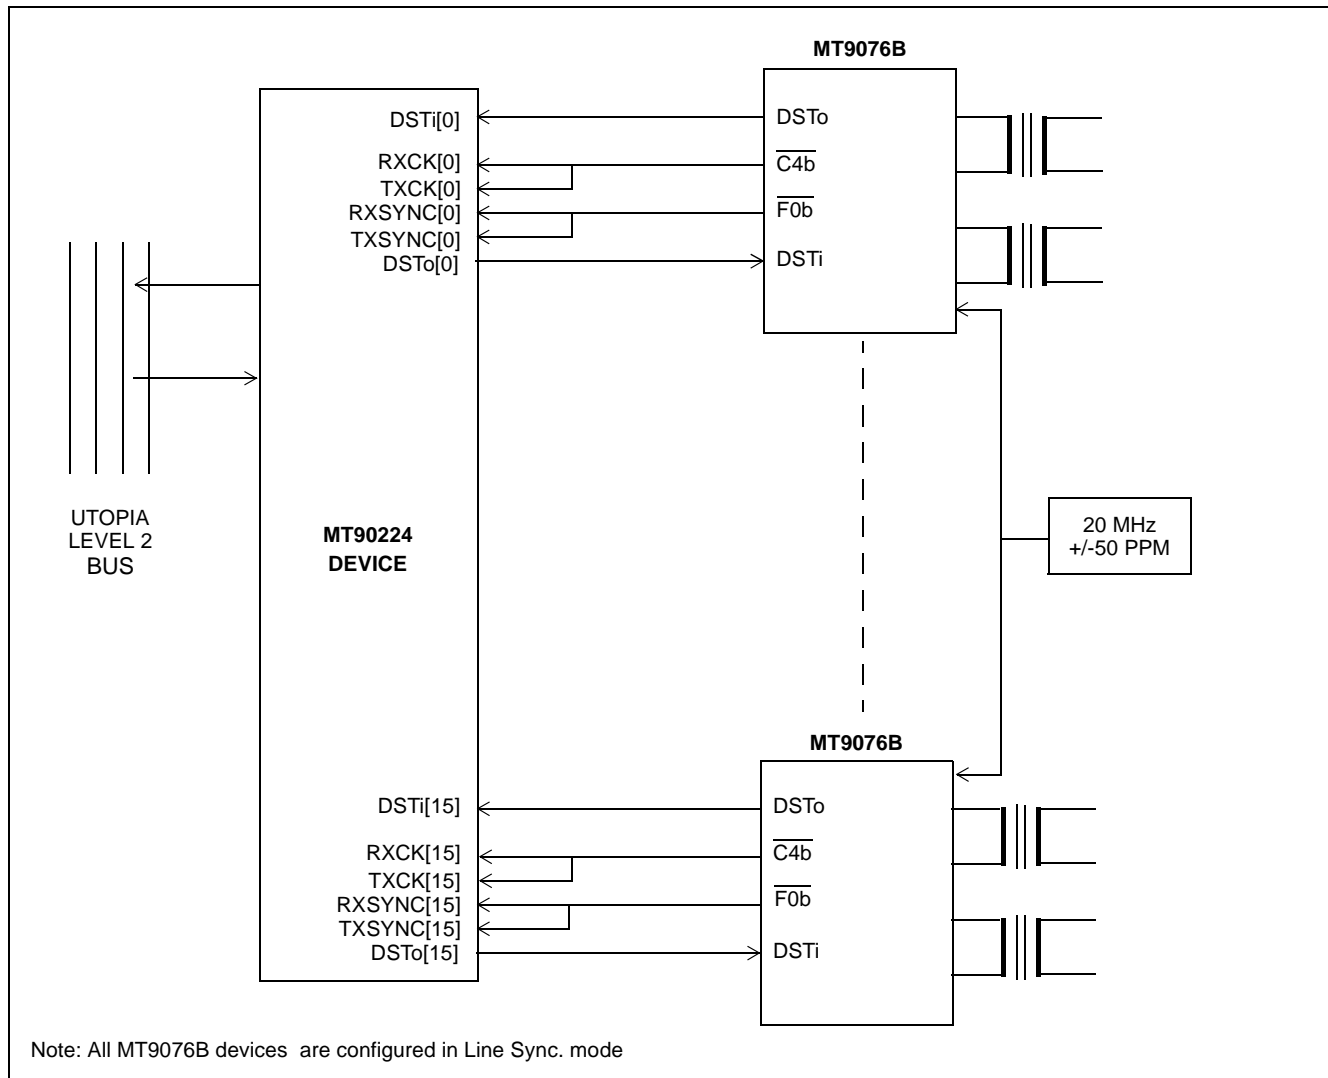 MT9076B
DSTi[0]
RXCK[0]
TXCK[0]
RXSYNC[0]
TXSYNC[0]
DSTo[0]
DSTo
C4b
F0b
DSTi
UTOPIA
LEVEL 2
BUS
MT90224
DEVICE
20 MHz
+/-50 PPM
MT9076B
DSTi[15]
RXCK[15]
TXCK[15]
RXSYNC[15]
TXSYNC[15]
DSTo[15]
DSTo
C4b
F0b
DSTi
Note: All MT9076B devices are configured in Line Sync. mode